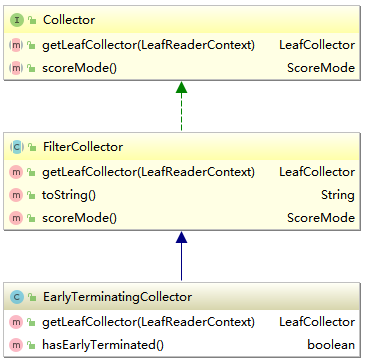 Collector
getLeafCollector(LeafReaderContext) LeafCollector
scoreMode() ScoreMode
FilterCollector
getLeafCollector(LeafReaderContext) LeafCollector
toString() String
scoreMode() ScoreMode
EarlyTerminatingCollector
getLeafCollector(LeafReaderContext) LeafCollector
hasEarlyTerminated() boolean